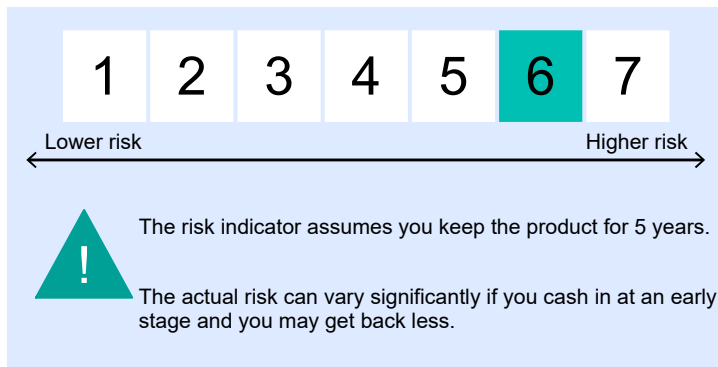 1 2 3 4 5 6 7
Lower risk Higher risk
!
The risk indicator assumes you keep the product for 5 years.
The actual risk can vary significantly if you cash in at an early
stage and you may get back less.